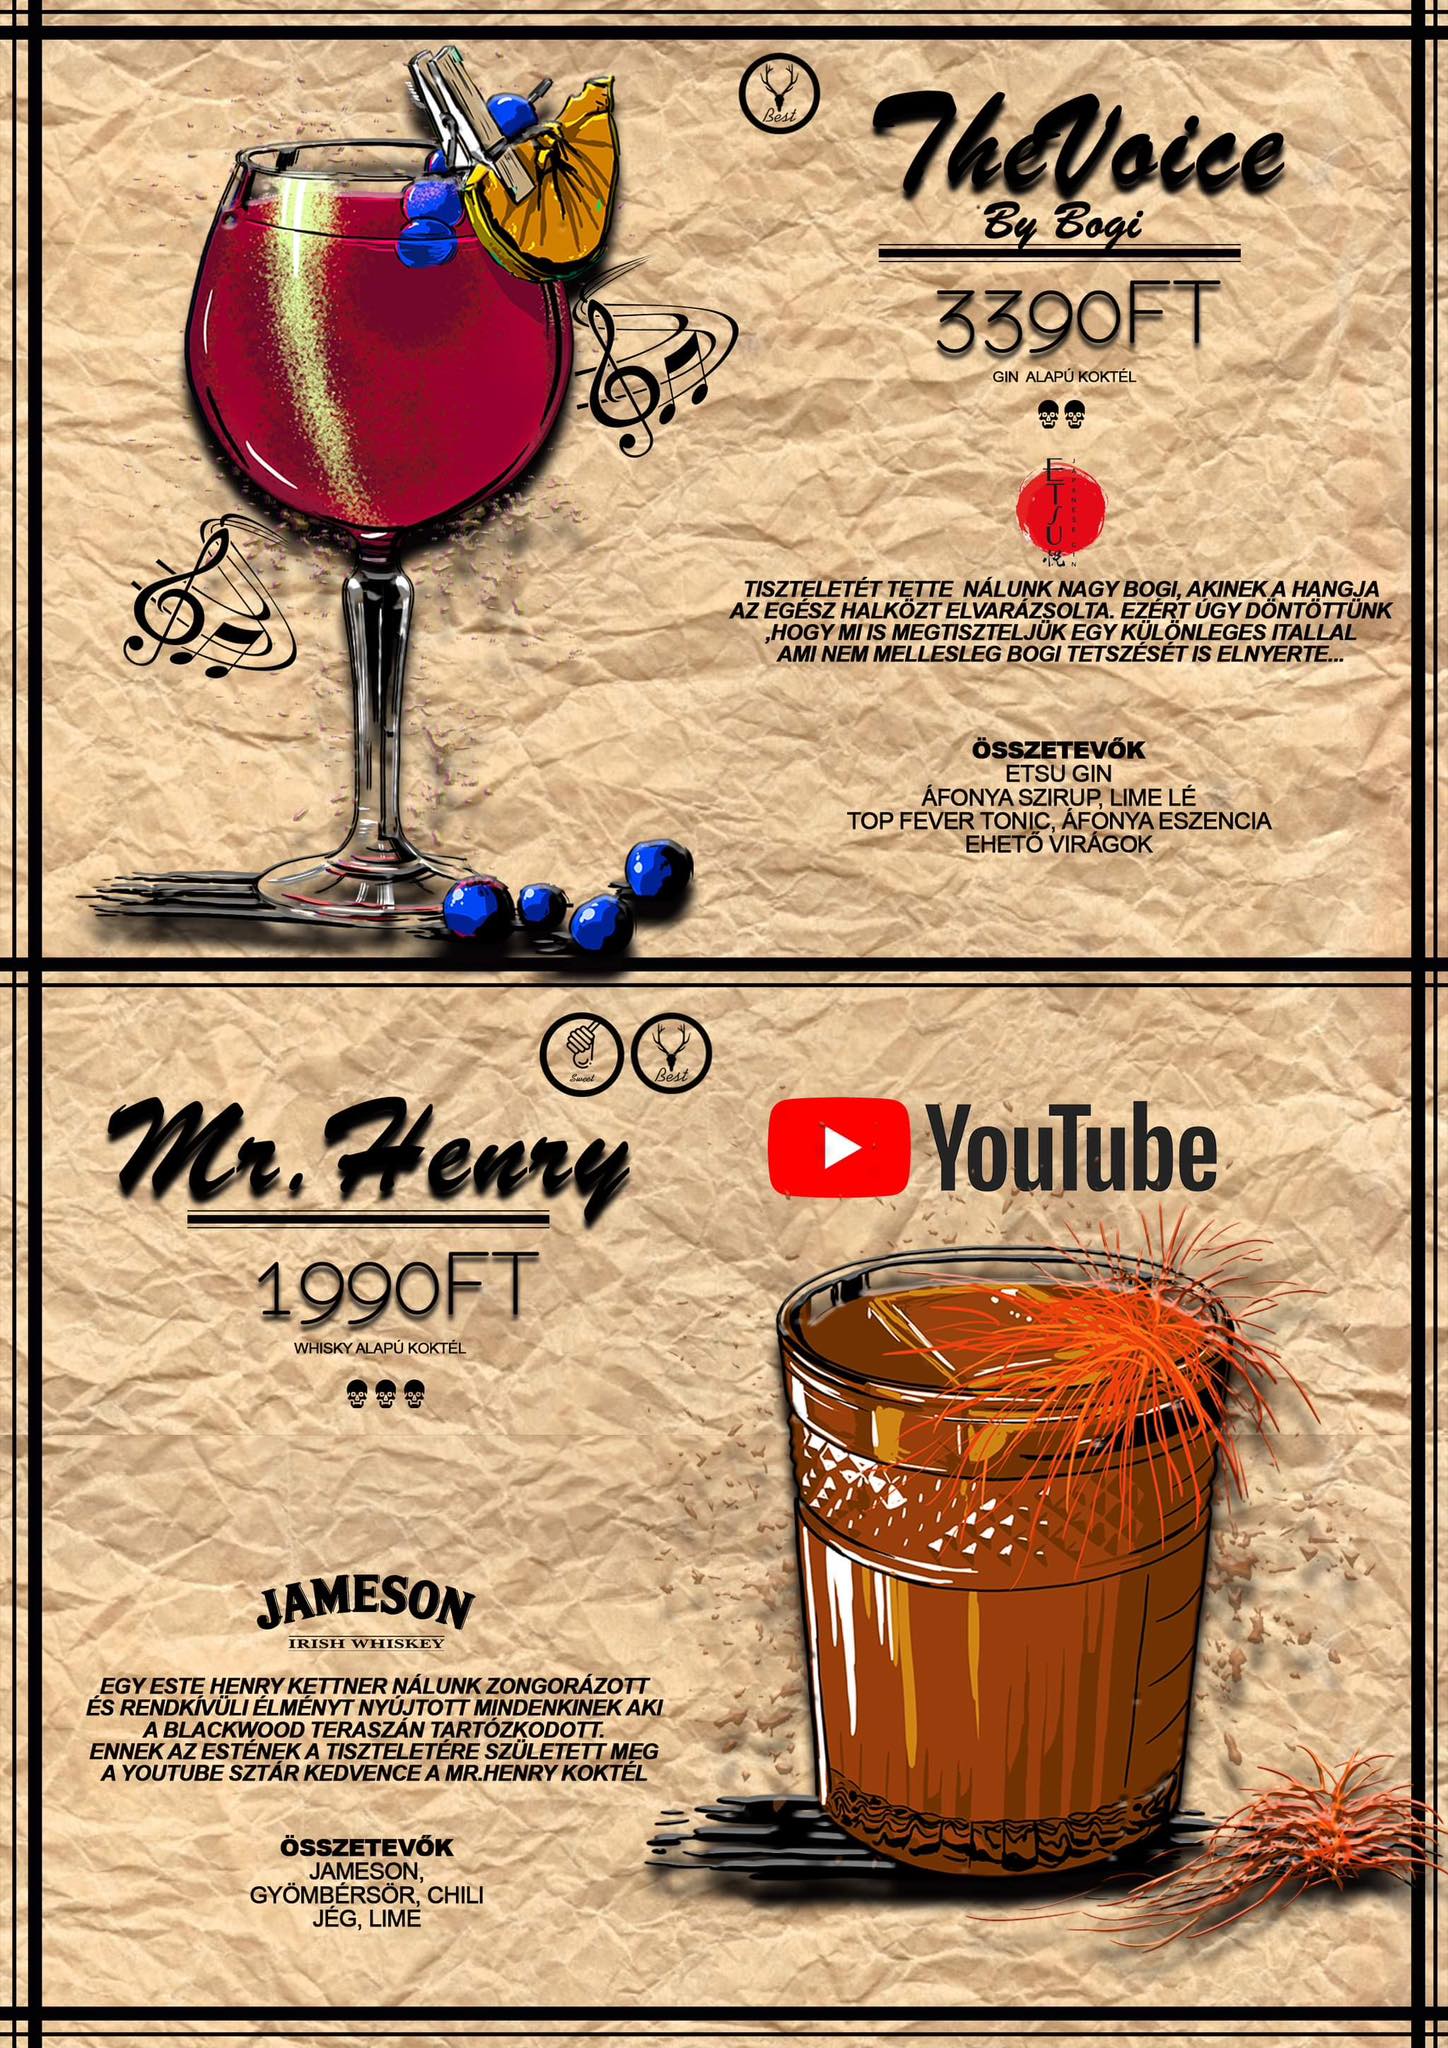 Best
TheVoice
By Bogi
3390FT
GIN ALAPÚ KOKTÉL
ETSU
JAPANESE GIN
悦
TISZTELETÉT TETTE NÁLUNK NAGY BOGI, AKINEK A HANGJA
AZ EGÉSZ HALKÖZT ELVARÁZSOLTA. EZÉRT ÚGY DÖNTÖTTÜNK
,HOGY MI IS MEGTISZTELJÜK EGY KÜLÖNLEGES ITALLAL
AMI NEM MELLESLEG BOGI TETSZÉSÉT IS ELNYERTE...
ÖSSZETEVŐK
ETSU GIN
ÁFONYA SZIRUP, LIME LÉ
TOP FEVER TONIC, ÁFONYA ESZENCIA
EHETŐ VIRÁGOK
Sweet Best
Mr. Henry
YouTube
1990FT
WHISKY ALAPÚ KOKTÉL
JAMESON
IRISH WHISKEY
EGY ESTE HENRY KETTNER NÁLUNK ZONGORÁZOTT
ÉS RENDKÍVÜLI ÉLMÉNYT NYÚJTOTT MINDENKINEK AKI
A BLACKWOOD TERASZÁN TARTÓZKODOTT.
ENNEK AZ ESTÉNEK A TISZTELETÉRE SZÜLETETT MEG
A YOUTUBE SZTÁR KEDVENCE A MR.HENRY KOKTÉL
ÖSSZETEVŐK
JAMESON,
GYÖMBÉRSÖR, CHILI
JÉG, LIME